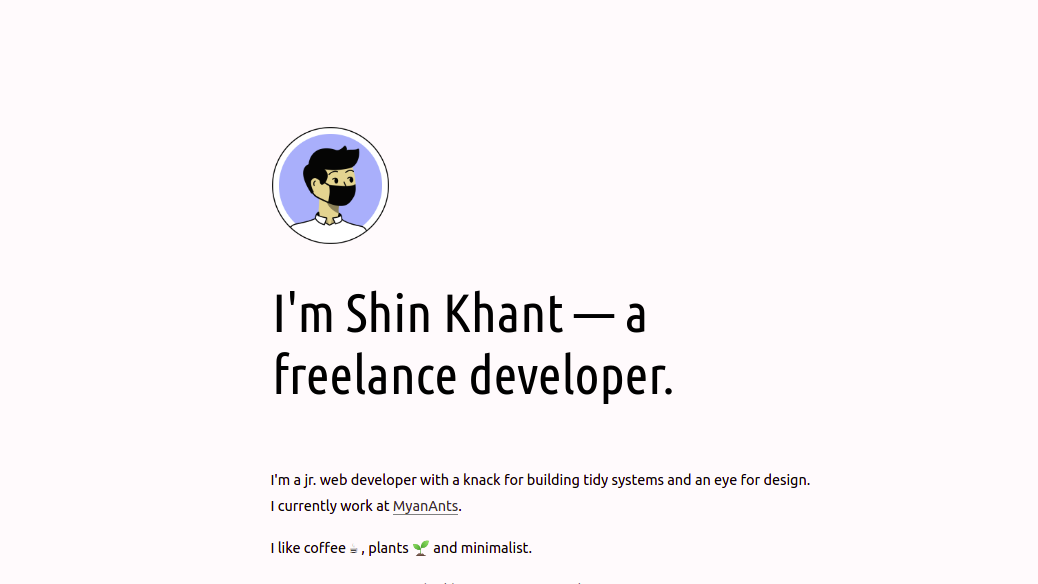 I'm Shin Khant — a
freelance developer.
I'm a jr. web developer with a knack for building tidy systems and an eye for design.
I currently work at MyanAnts.
I like coffee ☕, plants 🌱 and minimalist.